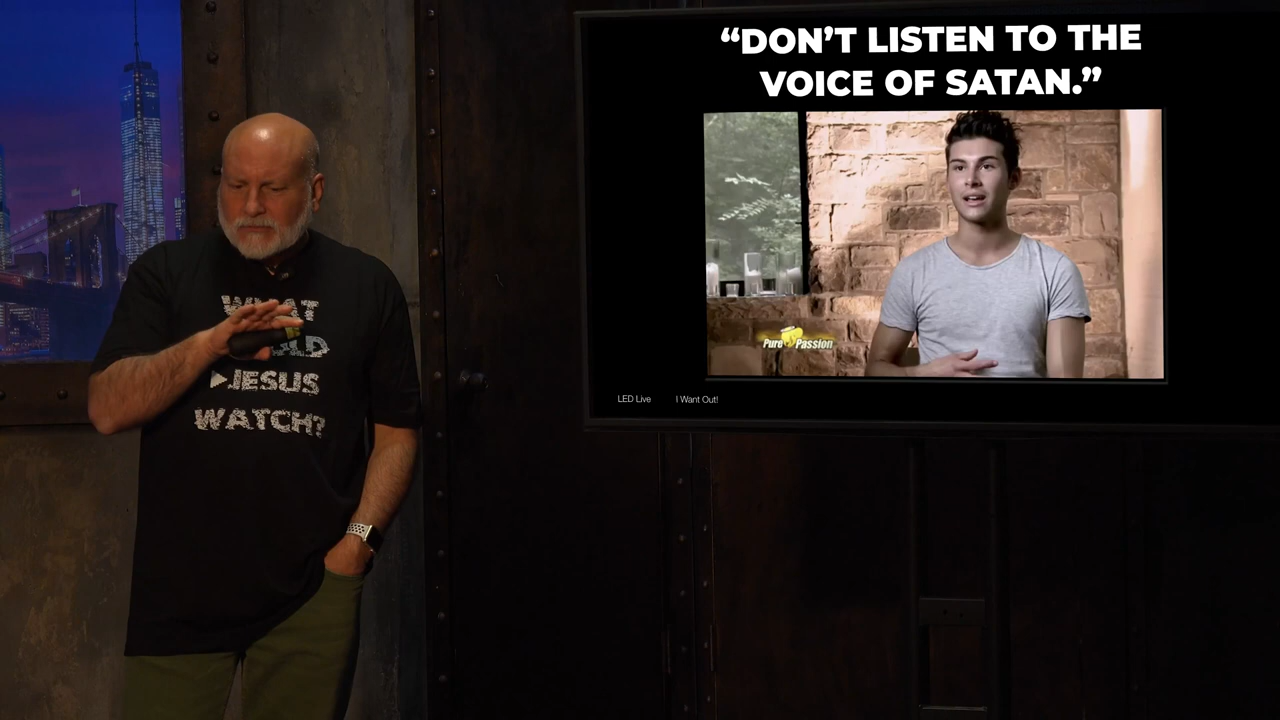 WHAT
JESUS
WATCH?
“DON’T LISTEN TO THE
VOICE OF SATAN.”
Pure Passion
LED Live
I Want Out!